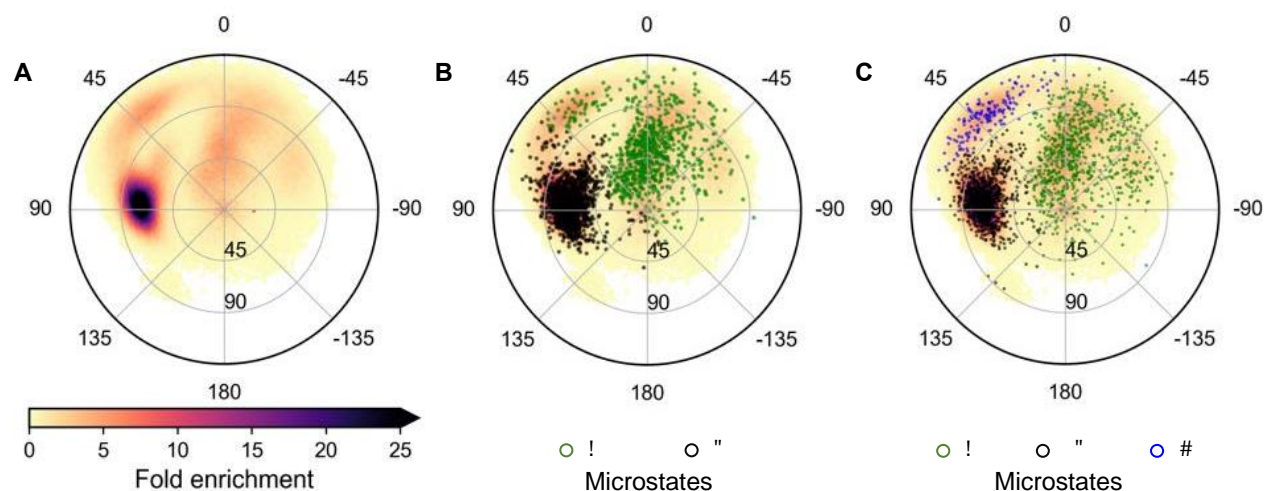 0 0 0
A 45 -45 B 45 -45 C 45 -45
90 90 -90 90 -90
45 45 45
90 90 90
135 -135 135 -135 135 -135
180 180 180
0 5 10 15 20 25
Fold enrichment
! " ! " #
Microstates Microstates